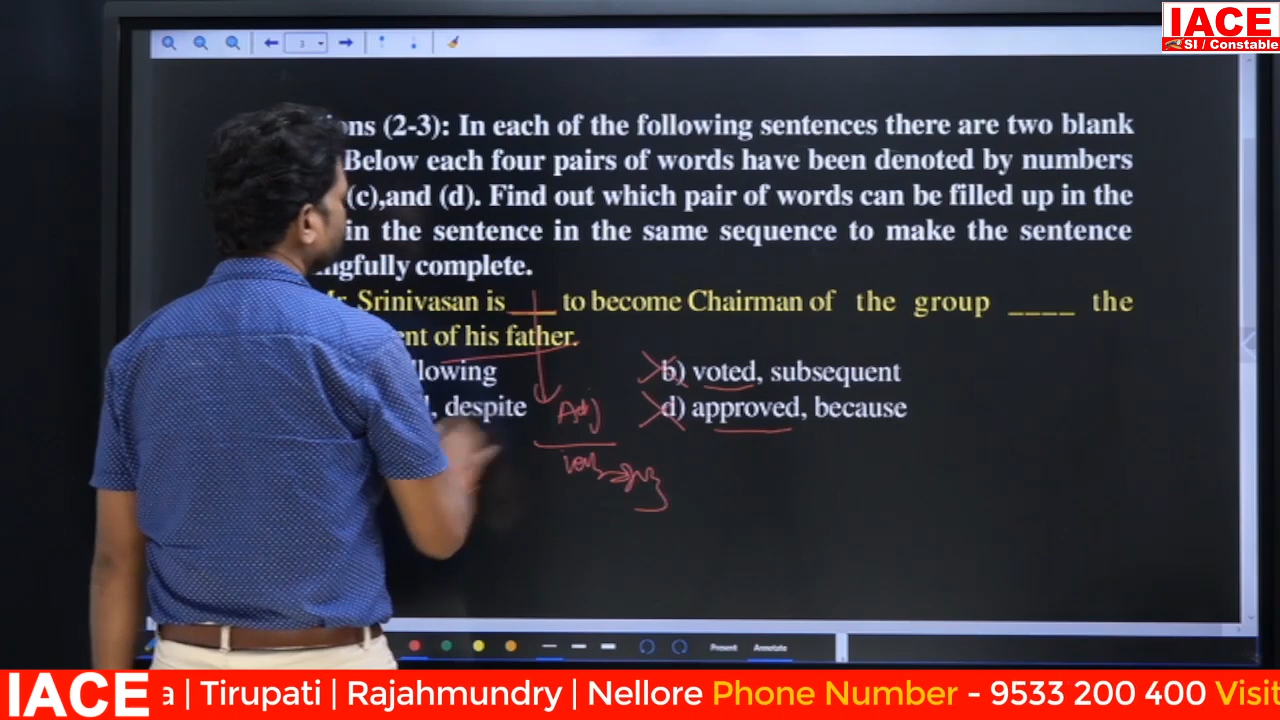 IACE
SI / Constable
3
ons (2-3): In each of the following sentences there are two blank
Below each four pairs of words have been denoted by numbers
(c),and (d). Find out which pair of words can be filled up in the
in the sentence in the same sequence to make the sentence
ngfully complete.
Mr. Srinivasan is ___ to become Chairman of the group ____ the
ent of his father.
llowing b) voted, subsequent
, despite d) approved, because
Adj
Present Annotate
IACE a | Tirupati | Rajahmundry | Nellore Phone Number - 9533 200 400 Visit